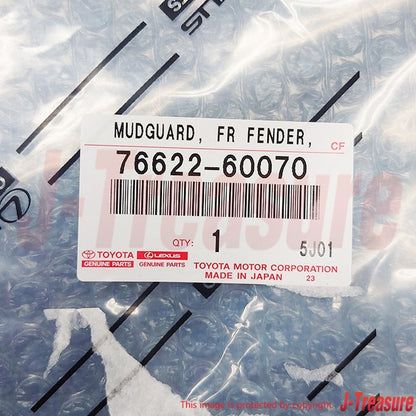 MUDGUARD, FR FENDER,
CF
76622-60070
QTY: 1
5J01
TOYOTA LEXUS
GENUINE PARTS GENUINE PARTS
TOYOTA MOTOR CORPORATION
MADE IN JAPAN 23
J-Treasure
This image is protected by copyright
J-Treasure